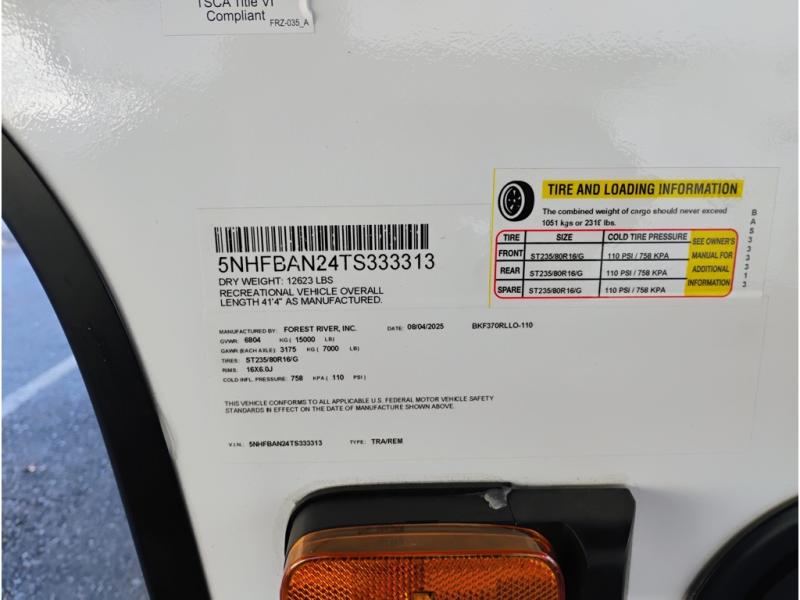 TSCA Title VI
Compliant
FRZ-035_A
TIRE AND LOADING INFORMATION
The combined weight of cargo should never exceed
1051 kgs or lbs.
TIRE SIZE COLD TIRE PRESSURE SEE OWNER'S MANUAL FOR ADDITIONAL INFORMATION
FRONT ST235/80R16/G 110 PSI / 758 KPA
REAR ST235/80R16/G 110 PSI / 758 KPA
SPARE ST235/80R16/G 110 PSI / 758 KPA
BAS333313
5NHFBAN24TS333313
DRY WEIGHT: 12623 LBS
RECREATIONAL VEHICLE OVERALL
LENGTH 41'4" AS MANUFACTURED.
MANUFACTURED BY: FOREST RIVER, INC. DATE: 08/04/2025 BKF370RLLO-110
GVWR: 6804 KG ( 15000 LB)
GAWR (EACH AXLE): 3175 KG ( 7000 LB)
TIRES: ST235/80R16/G
RIMS: 16X6.0J
COLD INFL. PRESSURE: 758 KPA ( 110 PSI)
THIS VEHICLE CONFORMS TO ALL APPLICABLE U.S. FEDERAL MOTOR VEHICLE SAFETY
STANDARDS IN EFFECT ON THE DATE OF MANUFACTURE SHOWN ABOVE.
V.I.N.: 5NHFBAN24TS333313 TYPE: TRA/REM